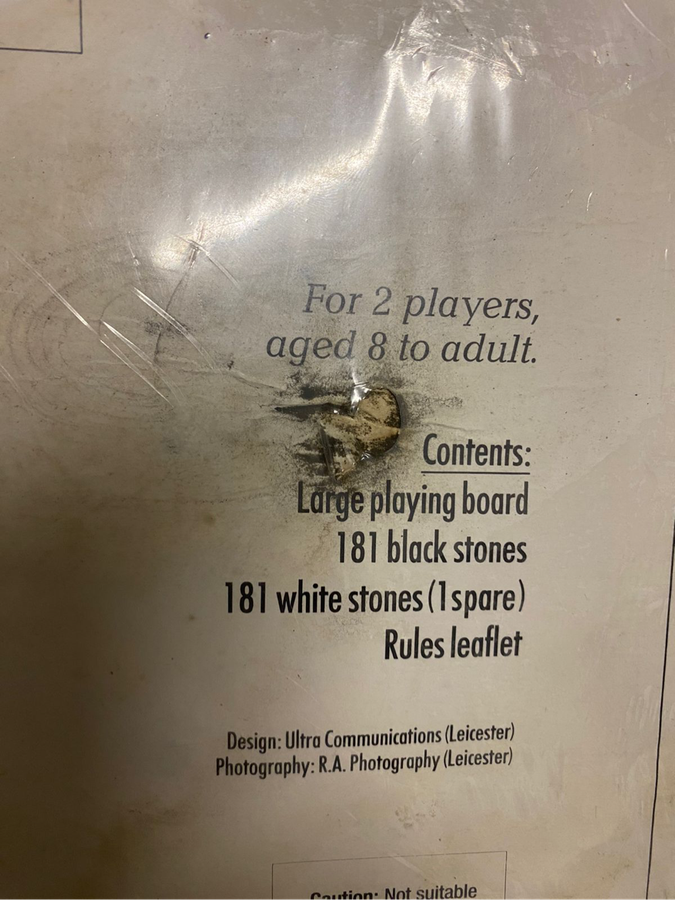 For 2 players,
aged 8 to adult.
Contents:
Large playing board
181 black stones
181 white stones (1 spare)
Rules leaflet
Design: Ultra Communications (Leicester)
Photography: R.A. Photography (Leicester)
Caution: Not suitable